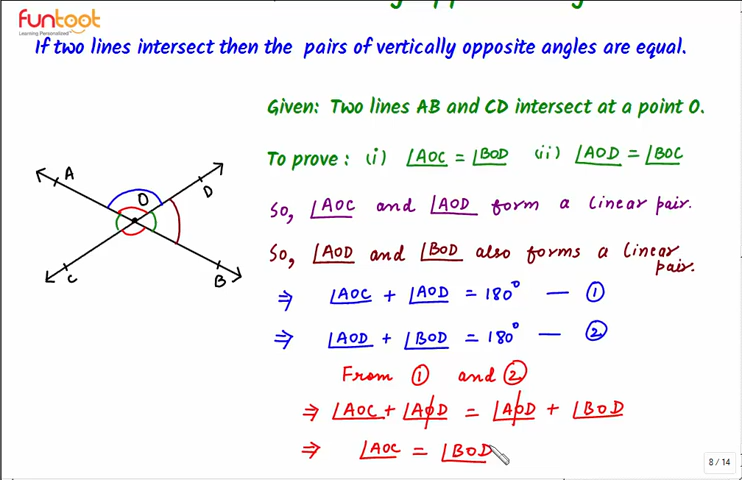 funtoot
Learning Personalized
If two lines intersect then the pairs of vertically opposite angles are equal.
Given: Two lines AB and CD intersect at a point O.
To prove: (i) ∠AOC = ∠BOD (ii) ∠AOD = ∠BOC
So, ∠AOC and ∠AOD form a linear pair.
So, ∠AOD and ∠BOD also forms a linear
pair.
⇒ ∠AOC + ∠AOD = 180° — ①
⇒ ∠AOD + ∠BOD = 180° — ②
From ① and ②
⇒ ∠AOC + ∠AOD = ∠AOD + ∠BOD
⇒ ∠AOC = ∠BOD
A
O
D
C
B
8 / 14